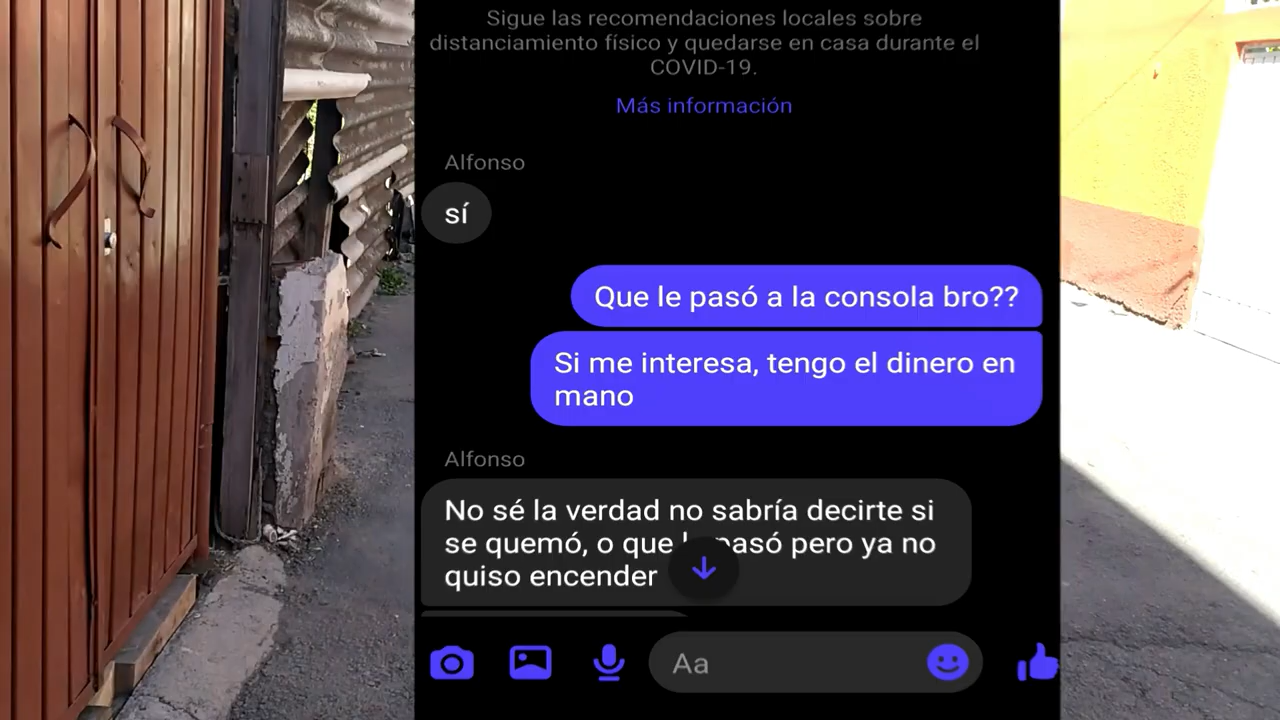 Sigue las recomendaciones locales sobre
distanciamiento físico y quedarse en casa durante el
COVID-19.
Más información
Alfonso
sí
Que le pasó a la consola bro??
Si me interesa, tengo el dinero en
mano
Alfonso
No sé la verdad no sabría decirte si
se quemó, o que pasó pero ya no
quiso encender
Aa